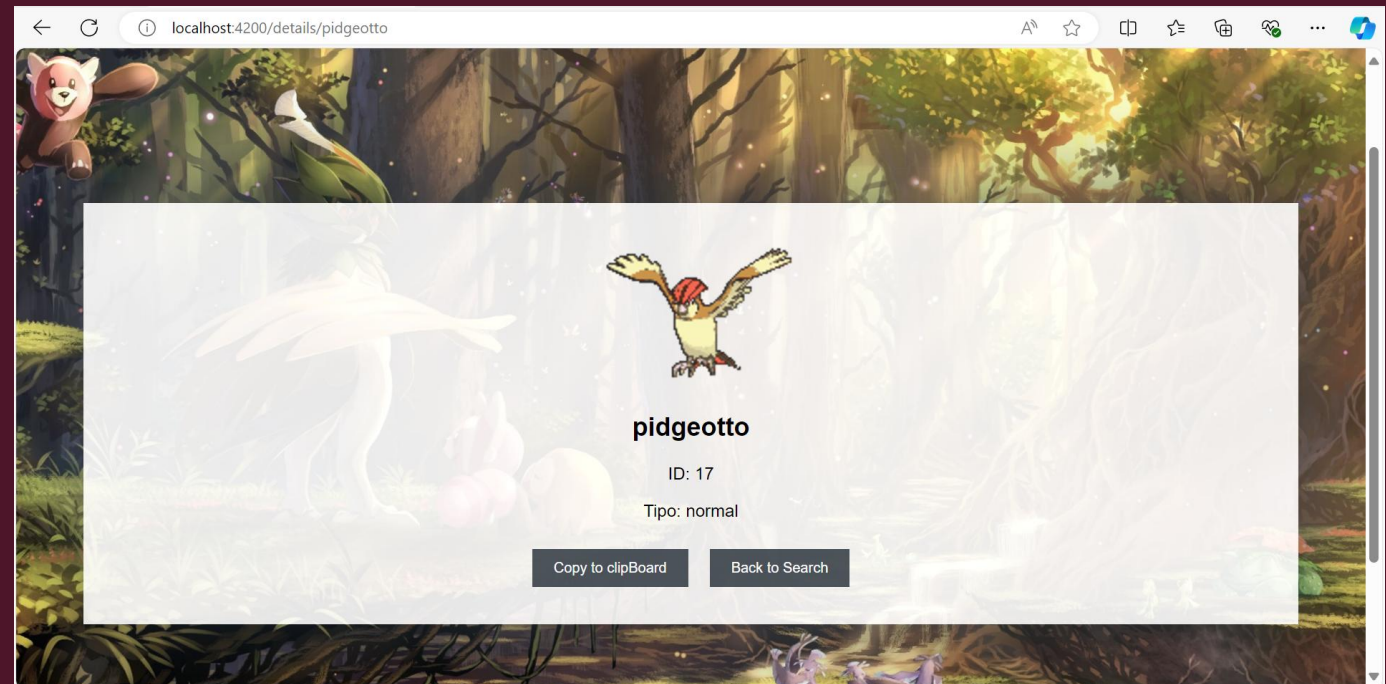 localhost:4200/details/pidgeotto
pidgeotto
ID: 17
Tipo: normal
Copy to clipBoard
Back to Search